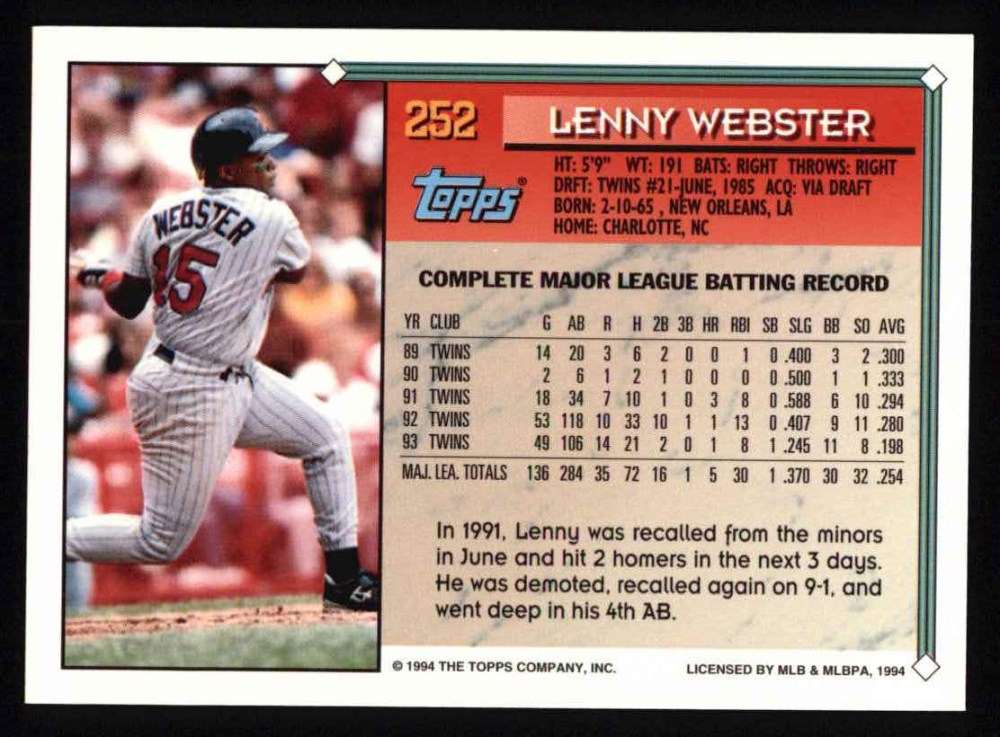 252
LENNY WEBSTER
Topps®
HT: 5'9" WT: 191 BATS: RIGHT THROWS: RIGHT
DRFT: TWINS #21-JUNE, 1985 ACQ: VIA DRAFT
BORN: 2-10-65 , NEW ORLEANS, LA
HOME: CHARLOTTE, NC
WEBSTER
15
COMPLETE MAJOR LEAGUE BATTING RECORD
YR CLUB G AB R H 2B 3B HR RBI SB SLG BB SO AVG
89 TWINS 14 20 3 6 2 0 0 1 0 .400 3 2 .300
90 TWINS 2 6 1 2 1 0 0 0 0 .500 1 1 .333
91 TWINS 18 34 7 10 1 0 3 8 0 .588 6 10 .294
92 TWINS 53 118 10 33 10 1 1 13 0 .407 9 11 .280
93 TWINS 49 106 14 21 2 0 1 8 1 .245 11 8 .198
MAJ. LEA. TOTALS 136 284 35 72 16 1 5 30 1 .370 30 32 .254
In 1991, Lenny was recalled from the minors
in June and hit 2 homers in the next 3 days.
He was demoted, recalled again on 9-1, and
went deep in his 4th AB.
© 1994 THE TOPPS COMPANY, INC.
LICENSED BY MLB & MLBPA, 1994